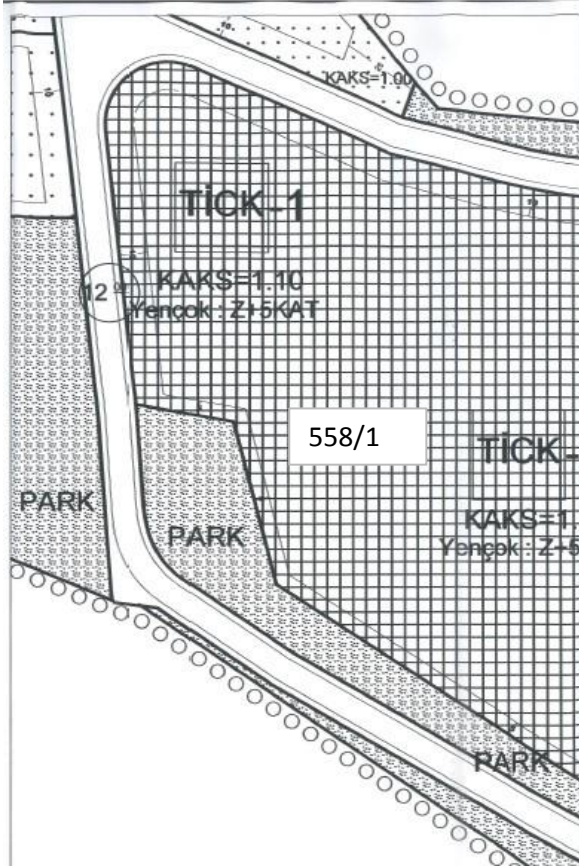 KAKS=1.00
TİCK-1
KAKS=1.10
Yençok : Z+5KAT
12
558/1
TİCK-
KAKS=1.
Yençok : Z+5
PARK
PARK
PARK